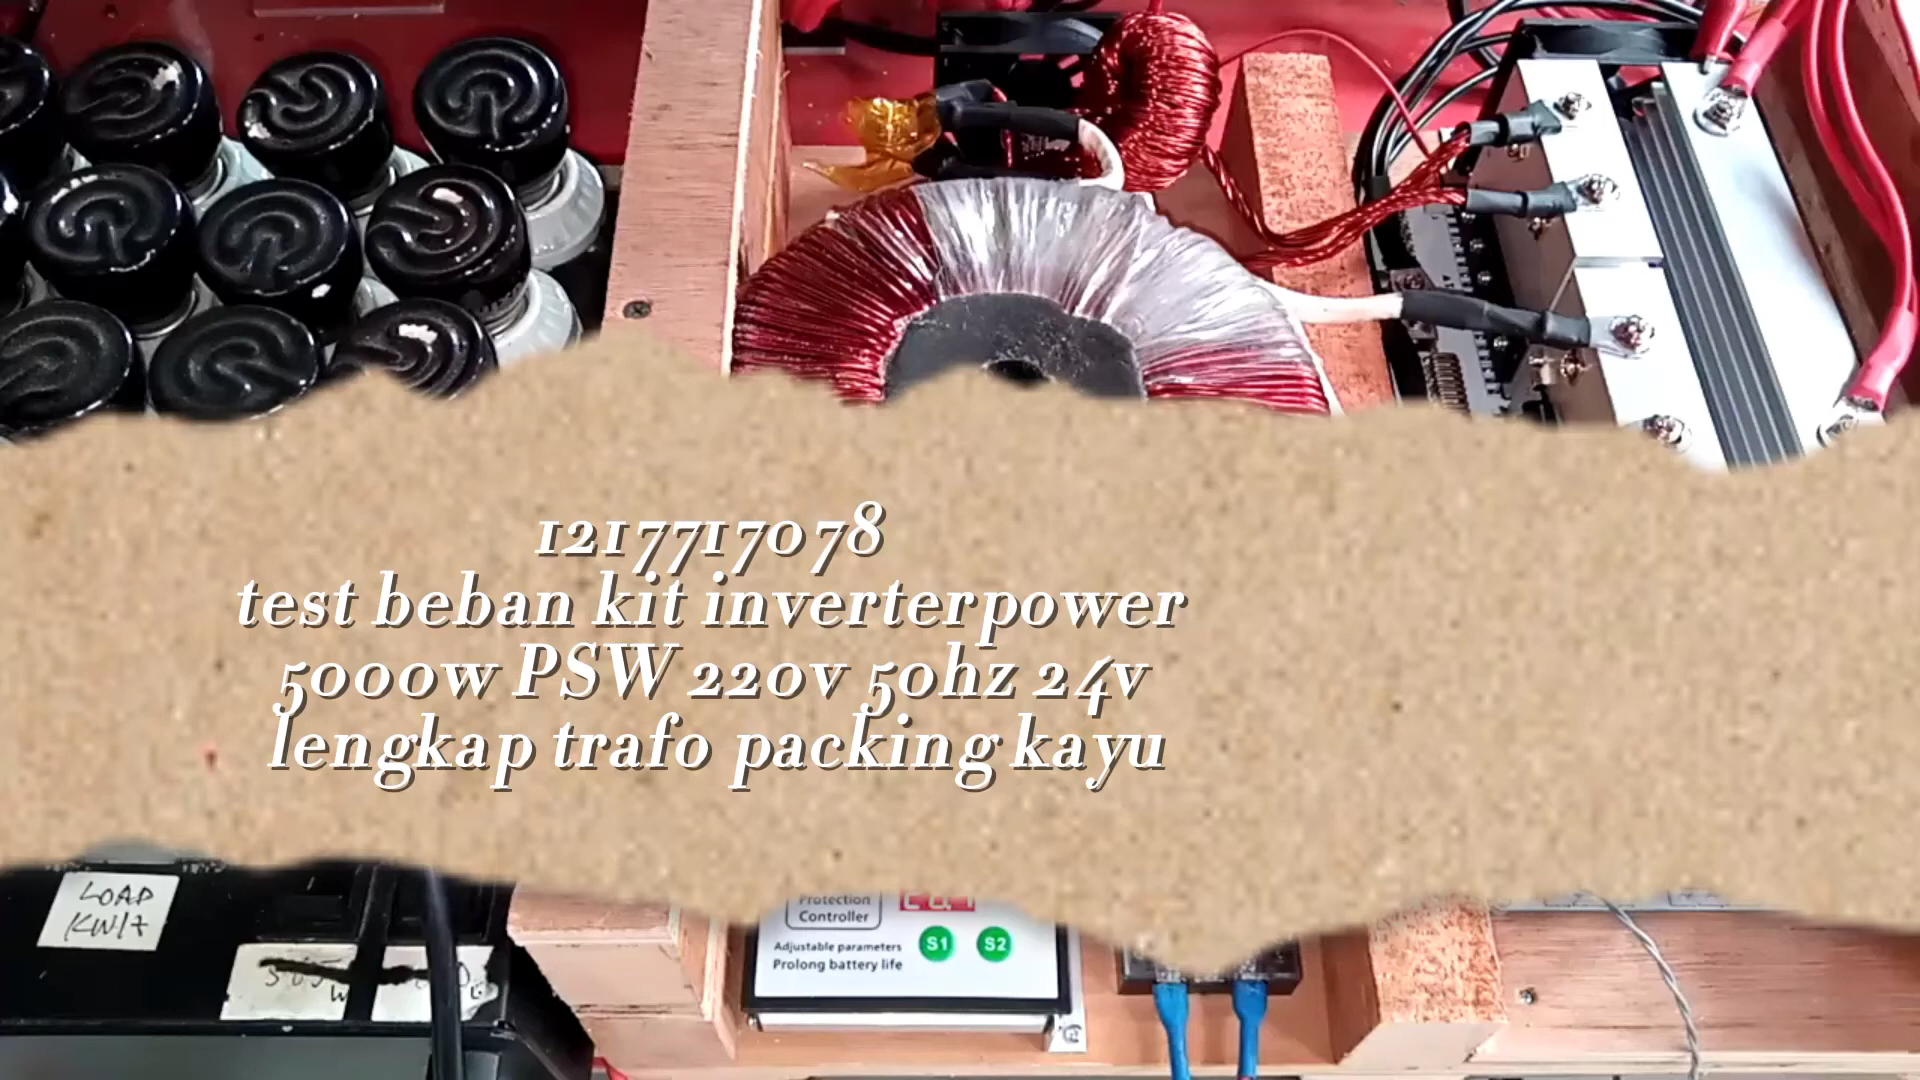 1217717078
test beban kit inverterpower
5000w PSW 220v 50hz 24v
lengkap trafo packing kayu
LOAD
1KWH
Protection
Controller
Adjustable parameters
Prolong battery life
S1 S2